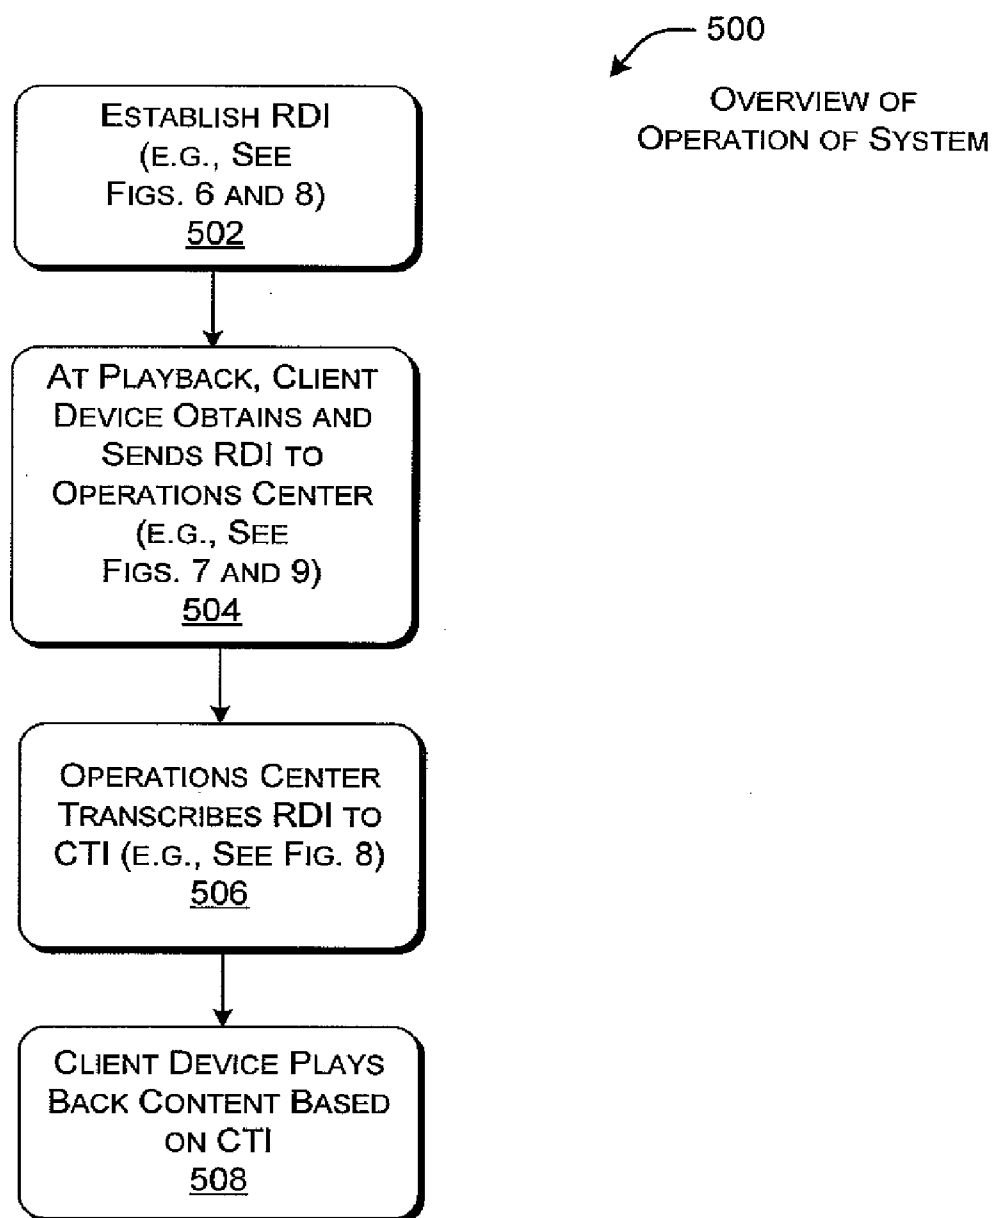 500
OVERVIEW OF
OPERATION OF SYSTEM
ESTABLISH RDI
(E.G., SEE
FIGS. 6 AND 8)
502
AT PLAYBACK, CLIENT
DEVICE OBTAINS AND
SENDS RDI TO
OPERATIONS CENTER
(E.G., SEE
FIGS. 7 AND 9)
504
OPERATIONS CENTER
TRANSCRIBES RDI TO
CTI (E.G., SEE FIG. 8)
506
CLIENT DEVICE PLAYS
BACK CONTENT BASED
ON CTI
508